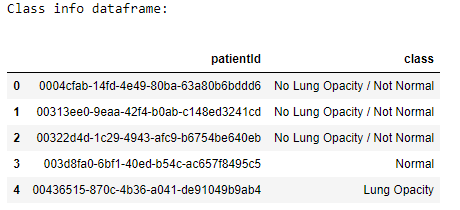 Class info dataframe:
patientId class
0 0004cfab-14fd-4e49-80ba-63a80b6bddd6 No Lung Opacity / Not Normal
1 00313ee0-9eaa-42f4-b0ab-c148ed3241cd No Lung Opacity / Not Normal
2 00322d4d-1c29-4943-afc9-b6754be640eb No Lung Opacity / Not Normal
3 003d8fa0-6bf1-40ed-b54c-ac657f8495c5 Normal
4 00436515-870c-4b36-a041-de91049b9ab4 Lung Opacity